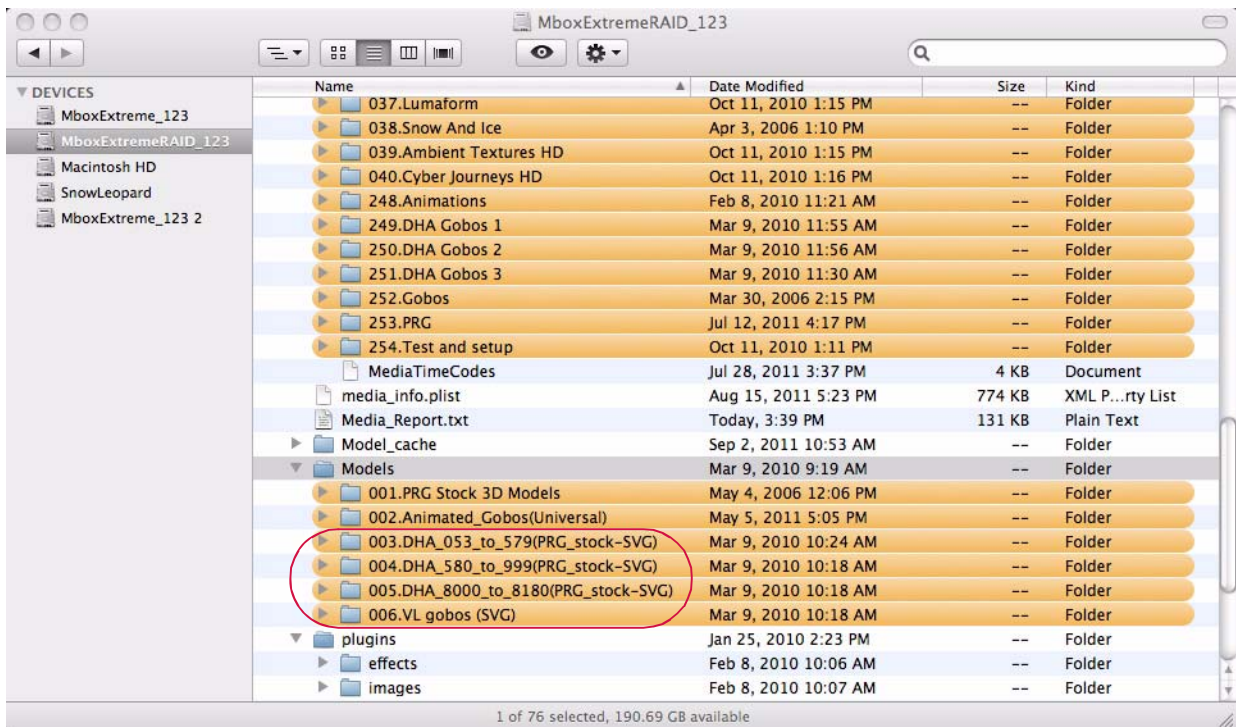 MboxExtremeRAID_123
Name Date Modified Size Kind
DEVICES
MboxExtreme_123
MboxExtremeRAID_123
Macintosh HD
SnowLeopard
MboxExtreme_123 2
037.Lumaform Oct 11, 2010 1:15 PM -- Folder
038.Snow And Ice Apr 3, 2006 1:10 PM -- Folder
039.Ambient Textures HD Oct 11, 2010 1:15 PM -- Folder
040.Cyber Journeys HD Oct 11, 2010 1:16 PM -- Folder
248.Animations Feb 8, 2010 11:21 AM -- Folder
249.DHA Gobos 1 Mar 9, 2010 11:55 AM -- Folder
250.DHA Gobos 2 Mar 9, 2010 11:56 AM -- Folder
251.DHA Gobos 3 Mar 9, 2010 11:30 AM -- Folder
252.Gobos Mar 30, 2006 2:15 PM -- Folder
253.PRG Jul 12, 2011 4:17 PM -- Folder
254.Test and setup Oct 11, 2010 1:11 PM -- Folder
MediaTimeCodes Jul 28, 2011 3:37 PM 4 KB Document
media_info.plist Aug 15, 2011 5:23 PM 774 KB XML P...rty List
Media_Report.txt Today, 3:39 PM 131 KB Plain Text
Model_cache Sep 2, 2011 10:53 AM -- Folder
Models Mar 9, 2010 9:19 AM -- Folder
001.PRG Stock 3D Models May 4, 2006 12:06 PM -- Folder
002.Animated_Gobos(Universal) May 5, 2011 5:05 PM -- Folder
003.DHA_053_to_579(PRG_stock-SVG) Mar 9, 2010 10:24 AM -- Folder
004.DHA_580_to_999(PRG_stock-SVG) Mar 9, 2010 10:18 AM -- Folder
005.DHA_8000_to_8180(PRG_stock-SVG) Mar 9, 2010 10:18 AM -- Folder
006.VL gobos (SVG) Mar 9, 2010 10:18 AM -- Folder
plugins Jan 25, 2010 2:23 PM -- Folder
effects Feb 8, 2010 10:06 AM -- Folder
images Feb 8, 2010 10:07 AM -- Folder
1 of 76 selected, 190.69 GB available